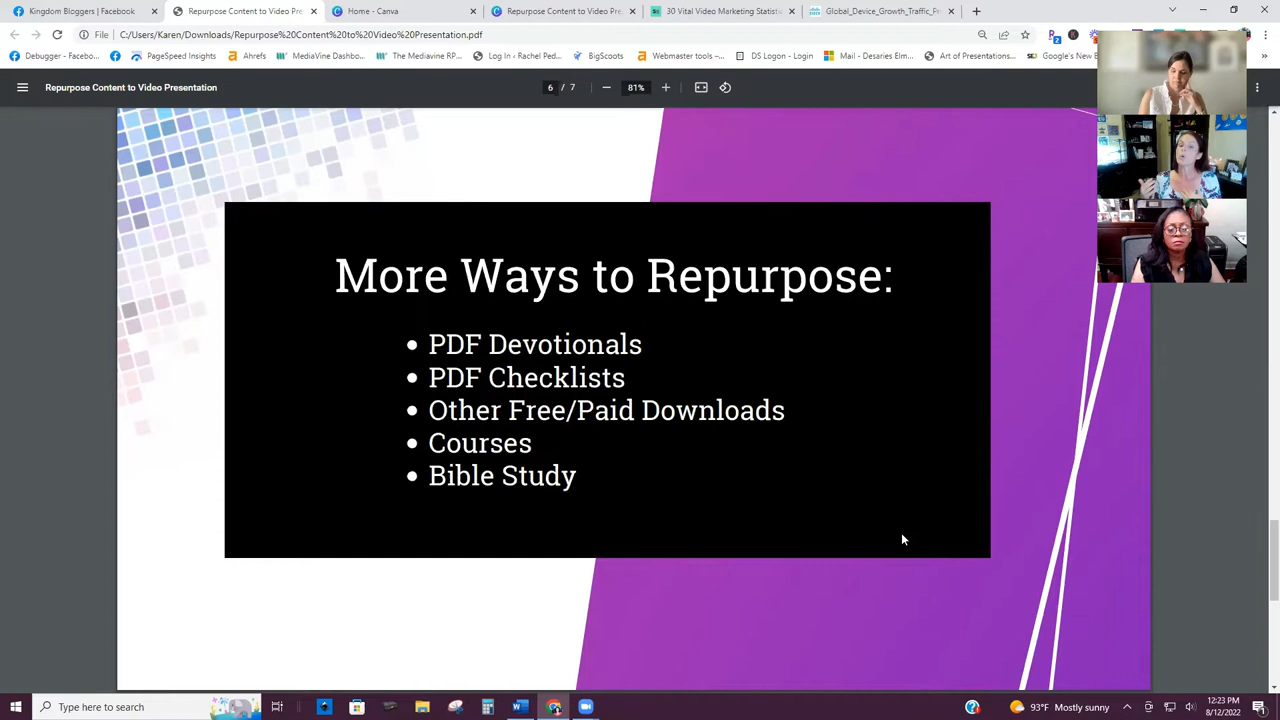 Kingdom Bloggers | Facebook
Repurpose Content to Video Pre
Home - Canva
Repurpose Content to Video Pre
30 Vital Video Marketing Statisti
Global_Device_Growth_Traffic_Pr
File
C:/Users/Karen/Downloads/Repurpose%20Content%20to%20Video%20Presentation.pdf
Debugger - Faceboo...
PageSpeed Insights
Ahrefs
MediaVine Dashbo...
The Mediavine RP...
Log In ‹ Rachel Ped...
BigScoots
Webmaster tools -...
DS Logon - Login
Mail - Desaries Elm...
Art of Presentations...
Google's New B
Repurpose Content to Video Presentation
6 / 7
81%
More Ways to Repurpose:
• PDF Devotionals
• PDF Checklists
• Other Free/Paid Downloads
• Courses
• Bible Study
Type here to search
93°F Mostly sunny
12:23 PM
8/12/2022